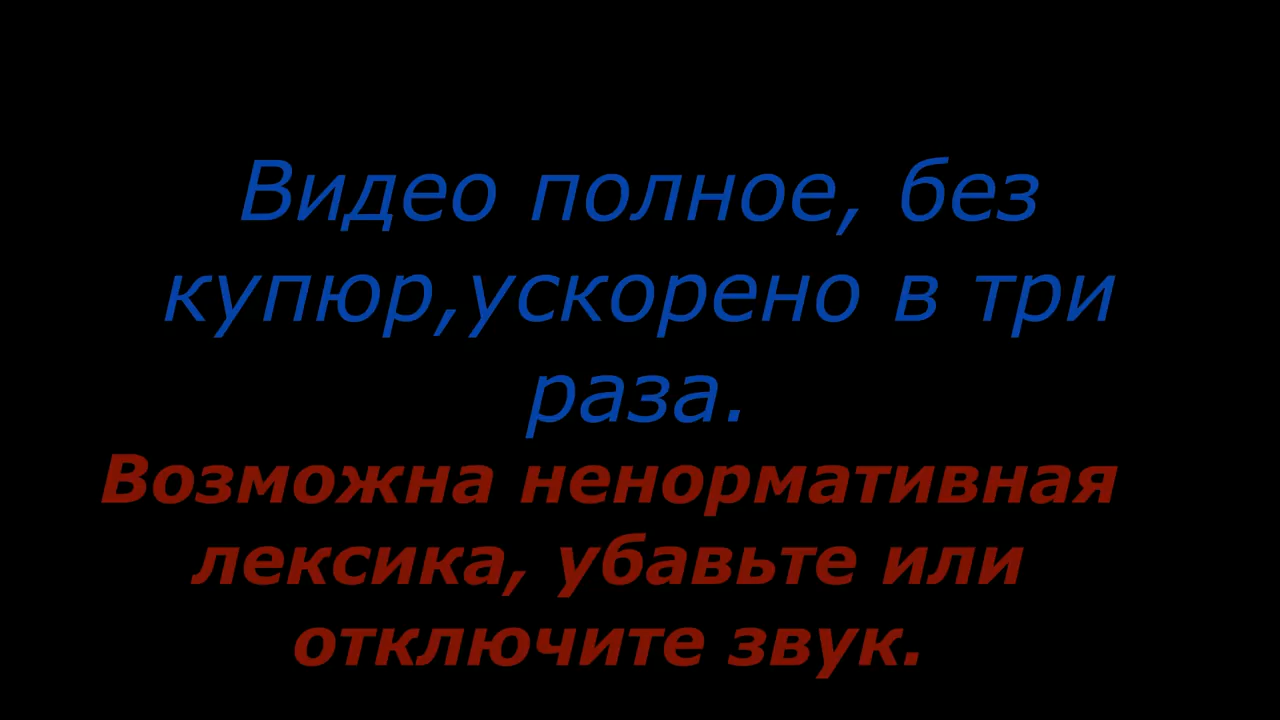 Видео полное, без
купюр,ускорено в три
раза.
Возможна ненормативная
лексика, убавьте или
отключите звук.